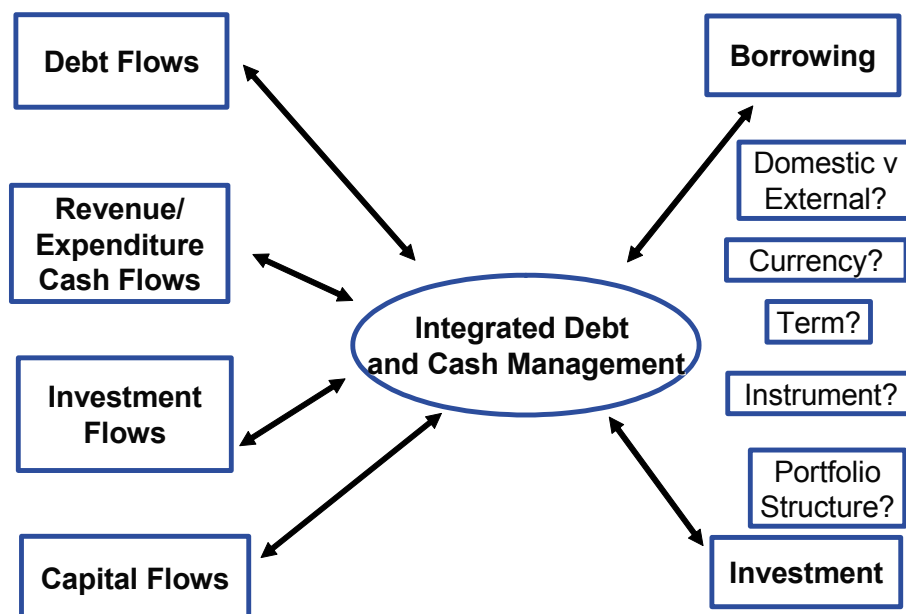 Debt Flows
Revenue/
Expenditure
Cash Flows
Investment
Flows
Capital Flows
Integrated Debt
and Cash Management
Borrowing
Domestic v
External?
Currency?
Term?
Instrument?
Portfolio
Structure?
Investment